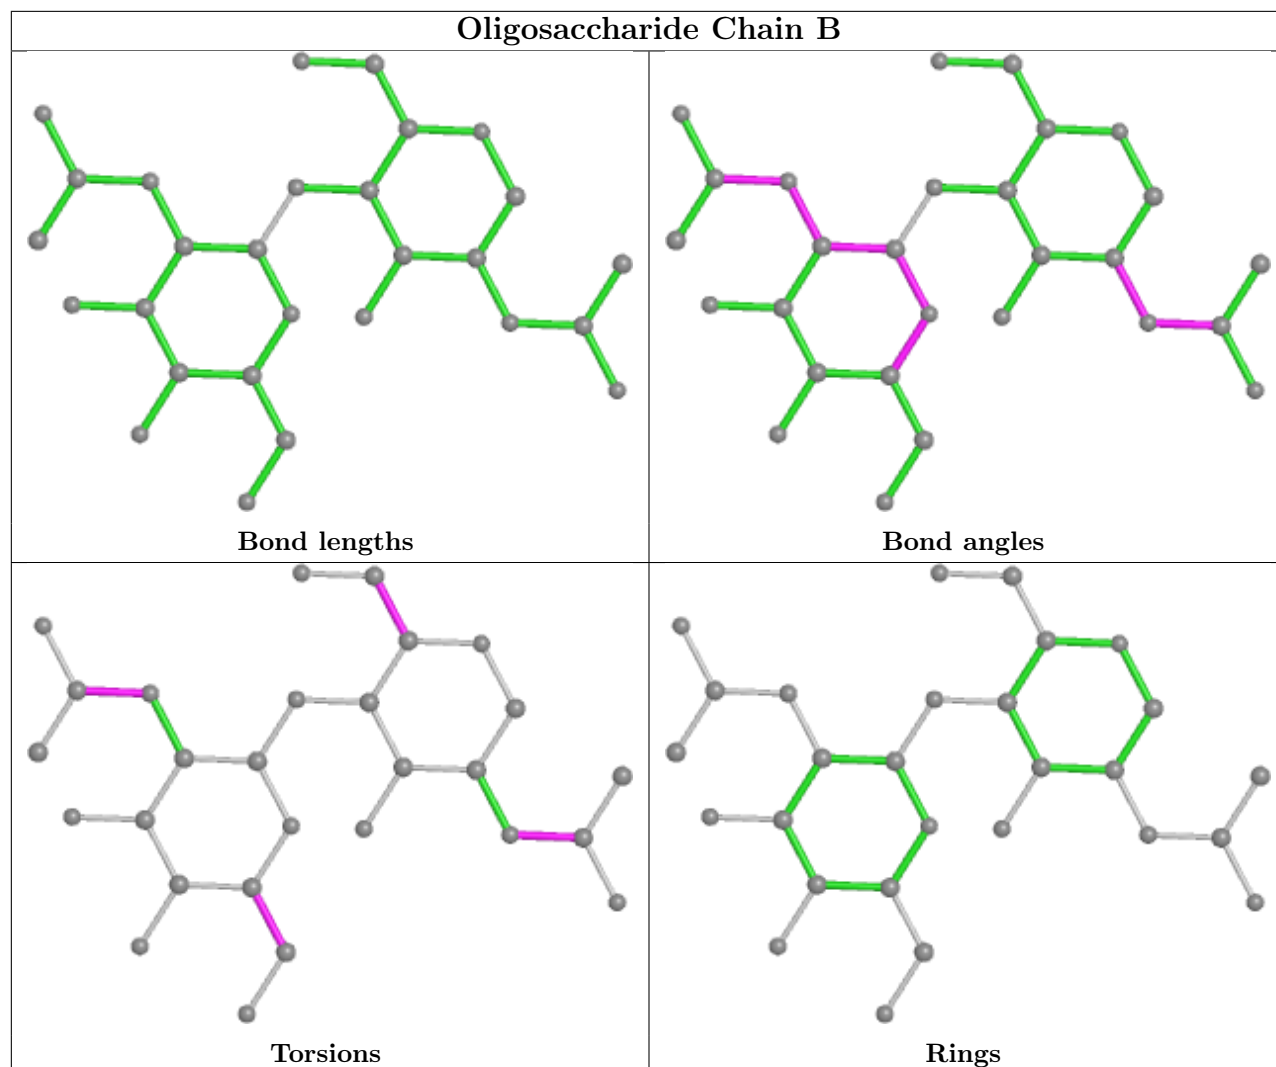 Oligosaccharide Chain B
Bond lengths
Bond angles
Torsions
Rings